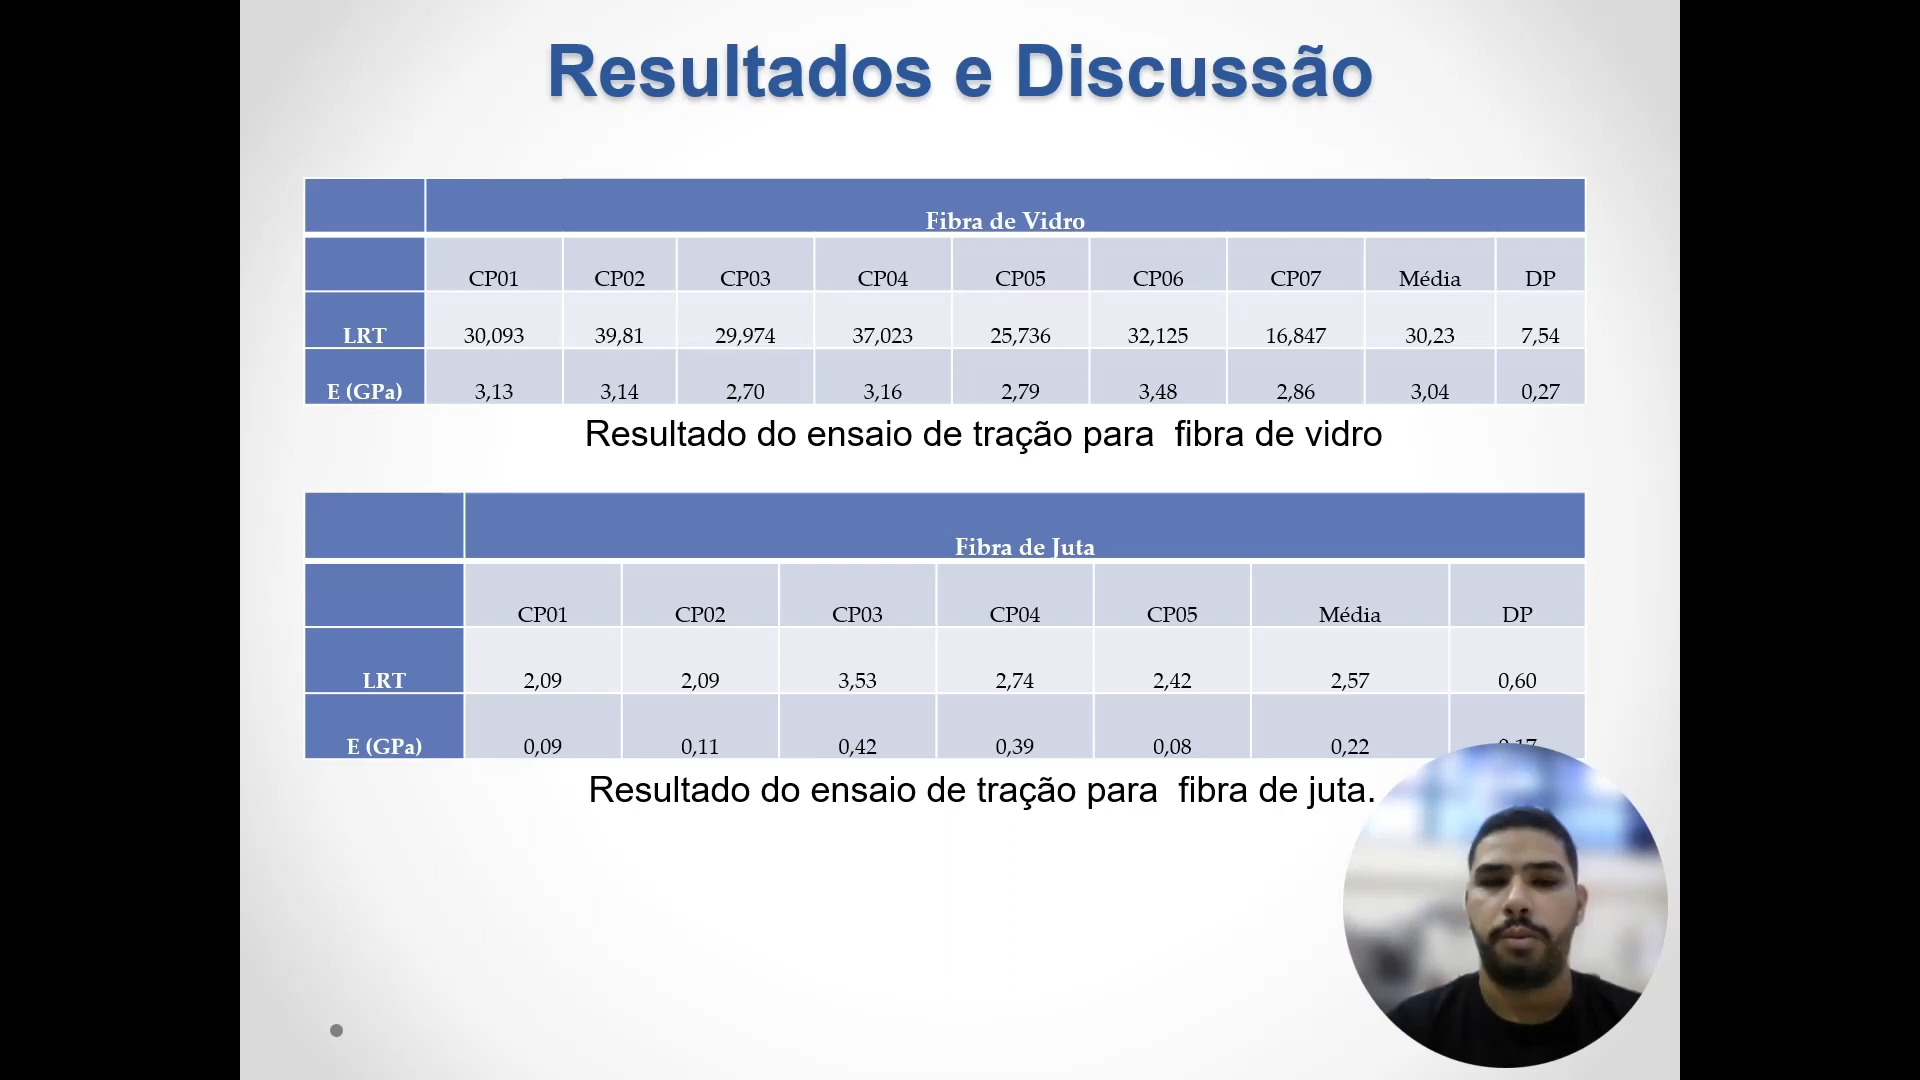 Resultados e Discussão
Fibra de Vidro
CP01 CP02 CP03 CP04 CP05 CP06 CP07 Média DP
LRT 30,093 39,81 29,974 37,023 25,736 32,125 16,847 30,23 7,54
E (GPa) 3,13 3,14 2,70 3,16 2,79 3,48 2,86 3,04 0,27
Resultado do ensaio de tração para fibra de vidro
Fibra de Juta
CP01 CP02 CP03 CP04 CP05 Média DP
LRT 2,09 2,09 3,53 2,74 2,42 2,57 0,60
E (GPa) 0,09 0,11 0,42 0,39 0,08 0,22
Resultado do ensaio de tração para fibra de juta.